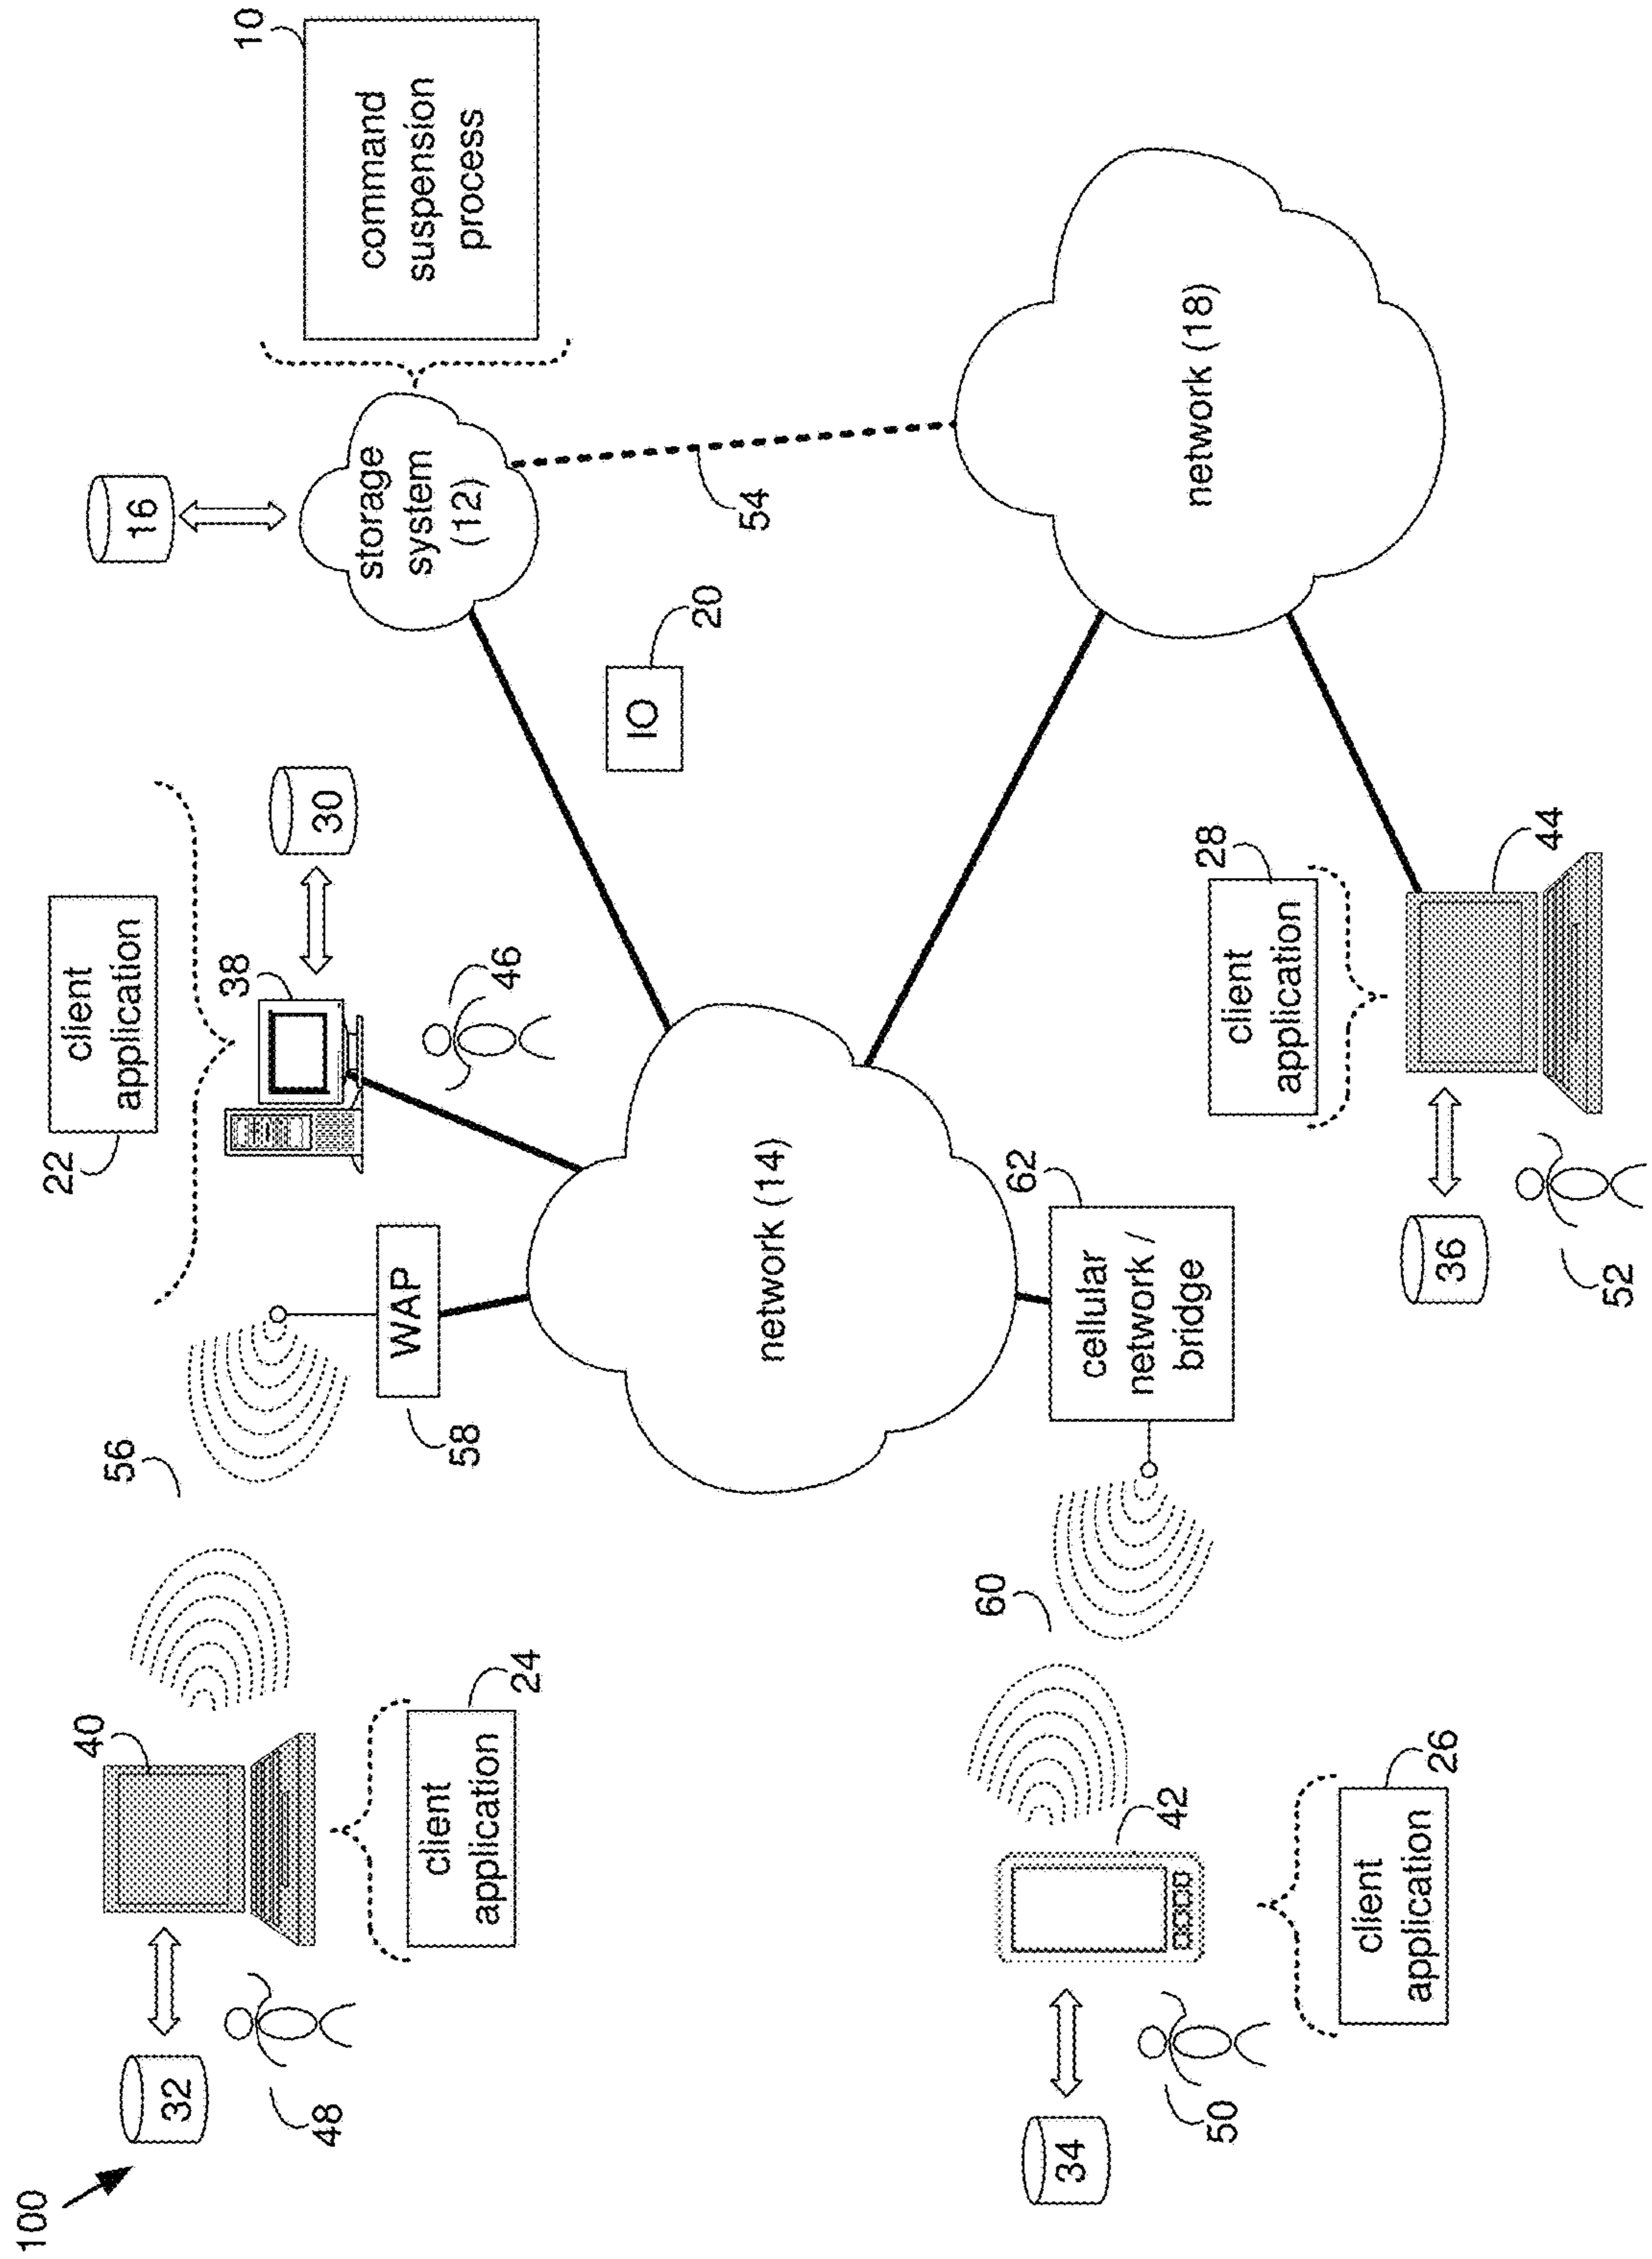 100
22
client
application
40
56
16
32
38
30
10
48
storage
system
(12)
command
suspension
process
WAP
58
46
client
application
24
IO
20
54
network (14)
60
62
34
42
50
cellular
network /
bridge
network (18)
28
client
application
client
application
26
36
44
52